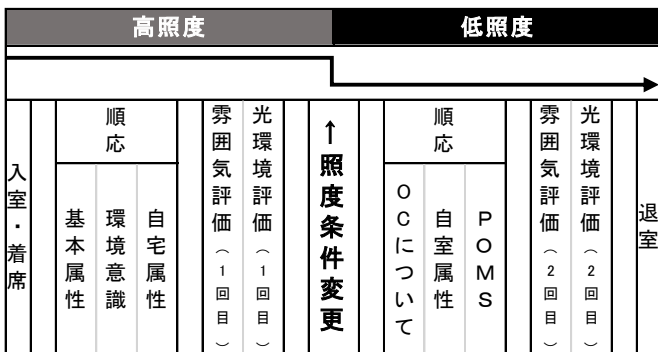 高照度
低照度
入室・着席
順応
基本属性
環境意識
自宅属性
雰囲気評価（1回目）
光環境評価（1回目）
↑照度条件変更
順応
OCについて
自室属性
POMS
雰囲気評価（2回目）
光環境評価（2回目）
退室